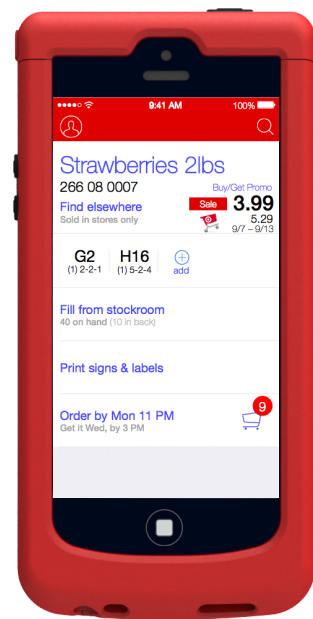 9:41 AM
100%
Strawberries 2lbs
266 08 0007
Buy/Get Promo
Find elsewhere
Sale 3.99
Sold in stores only
5.29
9/7 – 9/13
G2 H16
(1) 2-2-1 (1) 5-2-4 add
Fill from stockroom
40 on hand (10 in back)
Print signs & labels
Order by Mon 11 PM
9
Get it Wed, by 3 PM